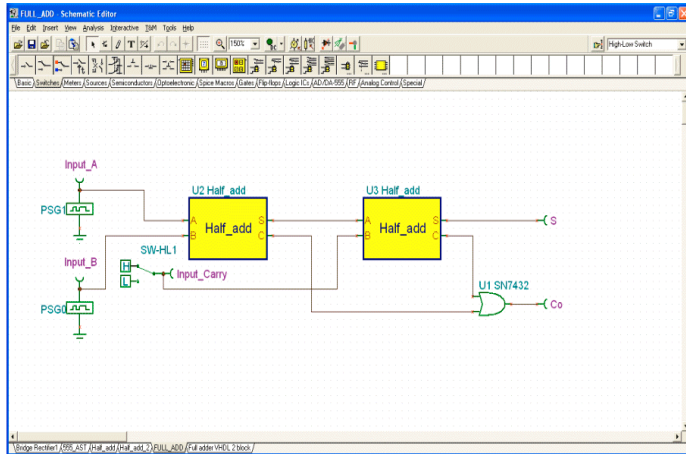 FULL_ADD - Schematic Editor
File Edit Insert View Analysis Interactive T&M Tools Help
150%
High-Low Switch
Basic Switches Meters Sources Semiconductors Optoelectronic Spice Macros Gates Flip-flops Logic ICs AD/DA-555 RF Analog Control Special
Input_A
U2 Half_add
U3 Half_add
PSG1
A S
A S
S
Half_add
Half_add
B C
B C
SW-HL1
Input_B
H
Input_Carry
L
U1 SN7432
PSG0
Co
Bridge Rectifier1 555_AST Half_add Half_add_2 FULL_ADD Full adder VHDL 2 block